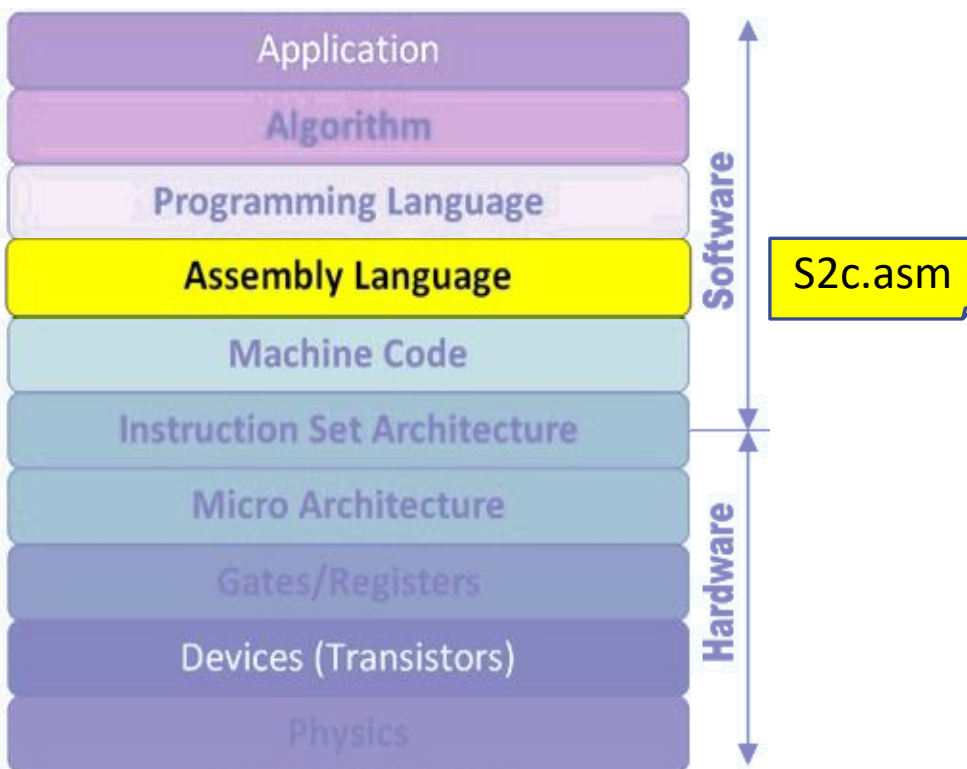 Application
Algorithm
Programming Language
Assembly Language
Machine Code
Instruction Set Architecture
Micro Architecture
Gates/Registers
Devices (Transistors)
Physics
Software
Hardware
S2c.asm